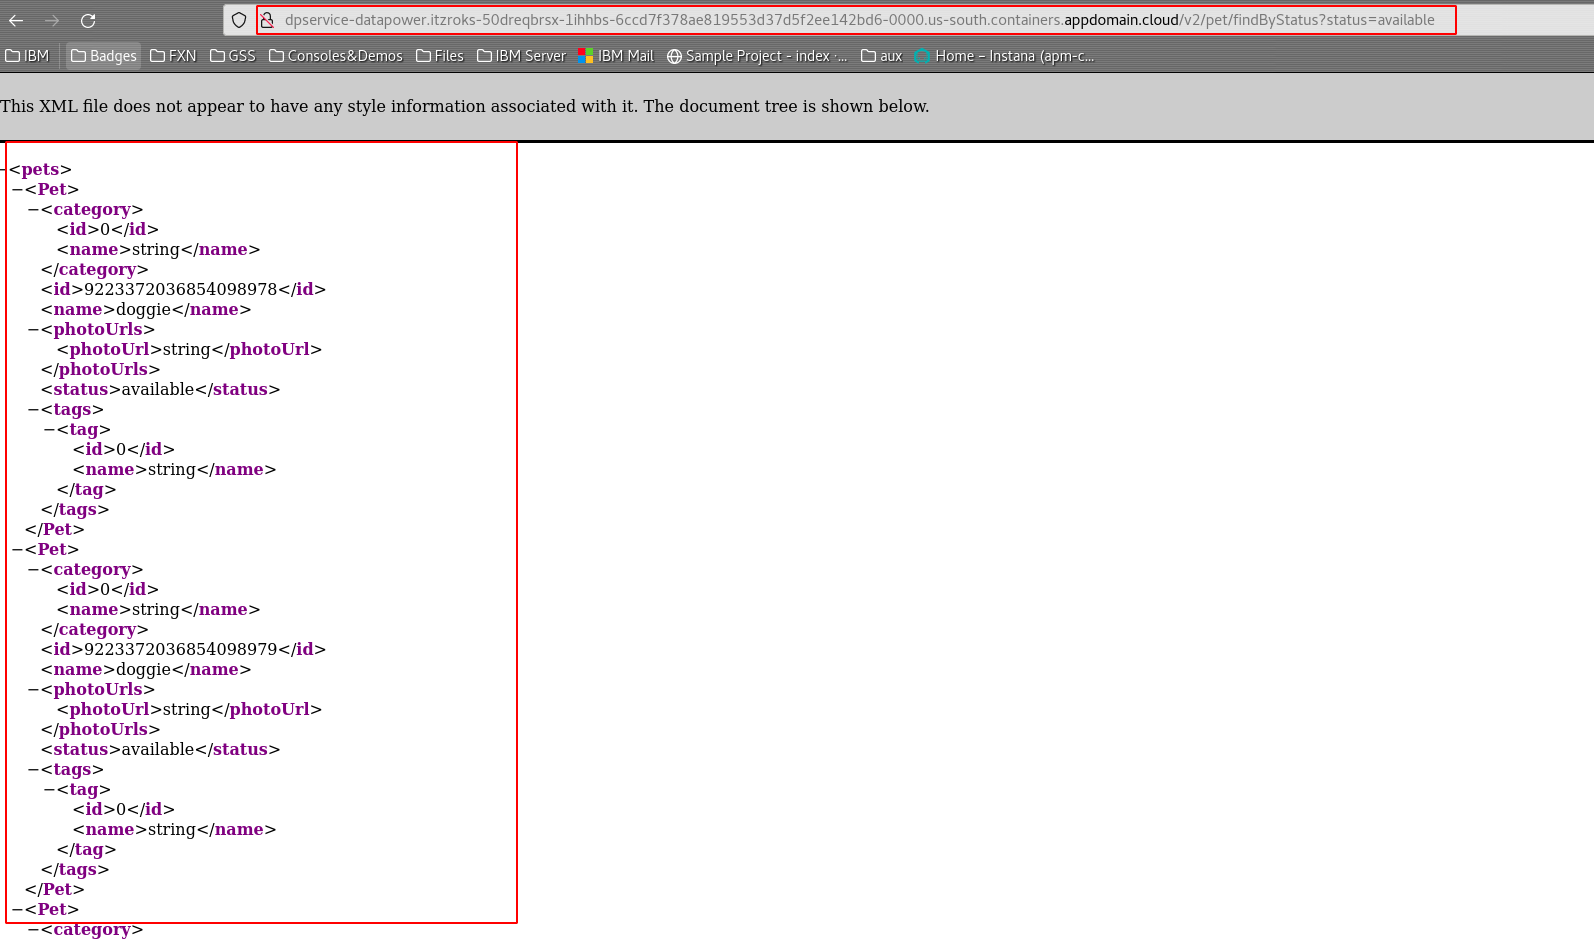 dpservice-datapower.itzroks-50dreqbrsx-1ihhbs-6ccd7f378ae819553d37d5f2ee142bd6-0000.us-south.containers.appdomain.cloud/v2/pet/findByStatus?status=available
IBM Badges FXN GSS Consoles&Demos Files IBM Server IBM Mail Sample Project - index ·... aux Home – Instana (apm-c...
This XML file does not appear to have any style information associated with it. The document tree is shown below.
−<pets>
−<Pet>
−<category>
<id>0</id>
<name>string</name>
</category>
<id>9223372036854098978</id>
<name>doggie</name>
−<photoUrls>
<photoUrl>string</photoUrl>
</photoUrls>
<status>available</status>
−<tags>
−<tag>
<id>0</id>
<name>string</name>
</tag>
</tags>
</Pet>
−<Pet>
−<category>
<id>0</id>
<name>string</name>
</category>
<id>9223372036854098979</id>
<name>doggie</name>
−<photoUrls>
<photoUrl>string</photoUrl>
</photoUrls>
<status>available</status>
−<tags>
−<tag>
<id>0</id>
<name>string</name>
</tag>
</tags>
</Pet>
−<Pet>
−<category>